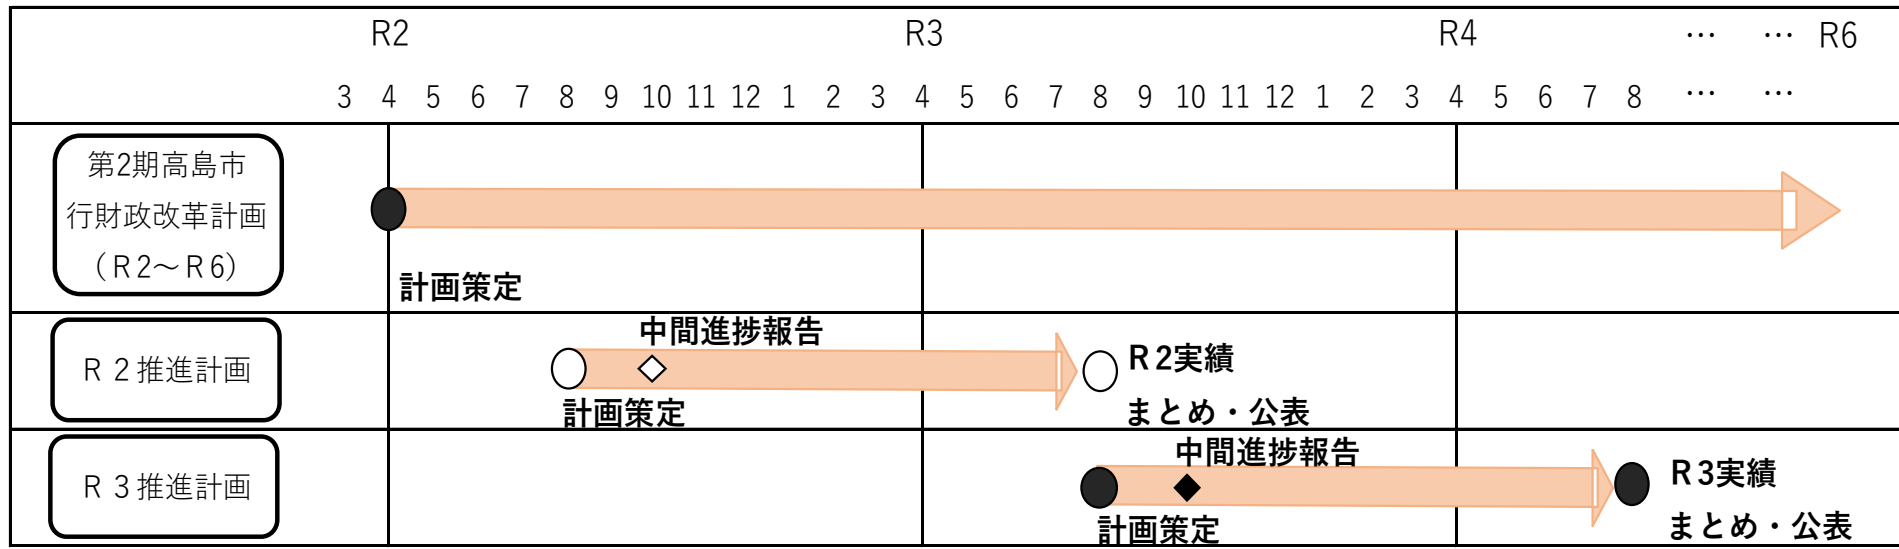 R2 R3 R4 … … R6
3 4 5 6 7 8 9 10 11 12 1 2 3 4 5 6 7 8 9 10 11 12 1 2 3 4 5 6 7 8 … …
第2期高島市
行財政改革計画
（R2～R6）
計画策定
R２推進計画
中間進捗報告
計画策定
R2実績
まとめ・公表
R３推進計画
中間進捗報告
計画策定
R3実績
まとめ・公表